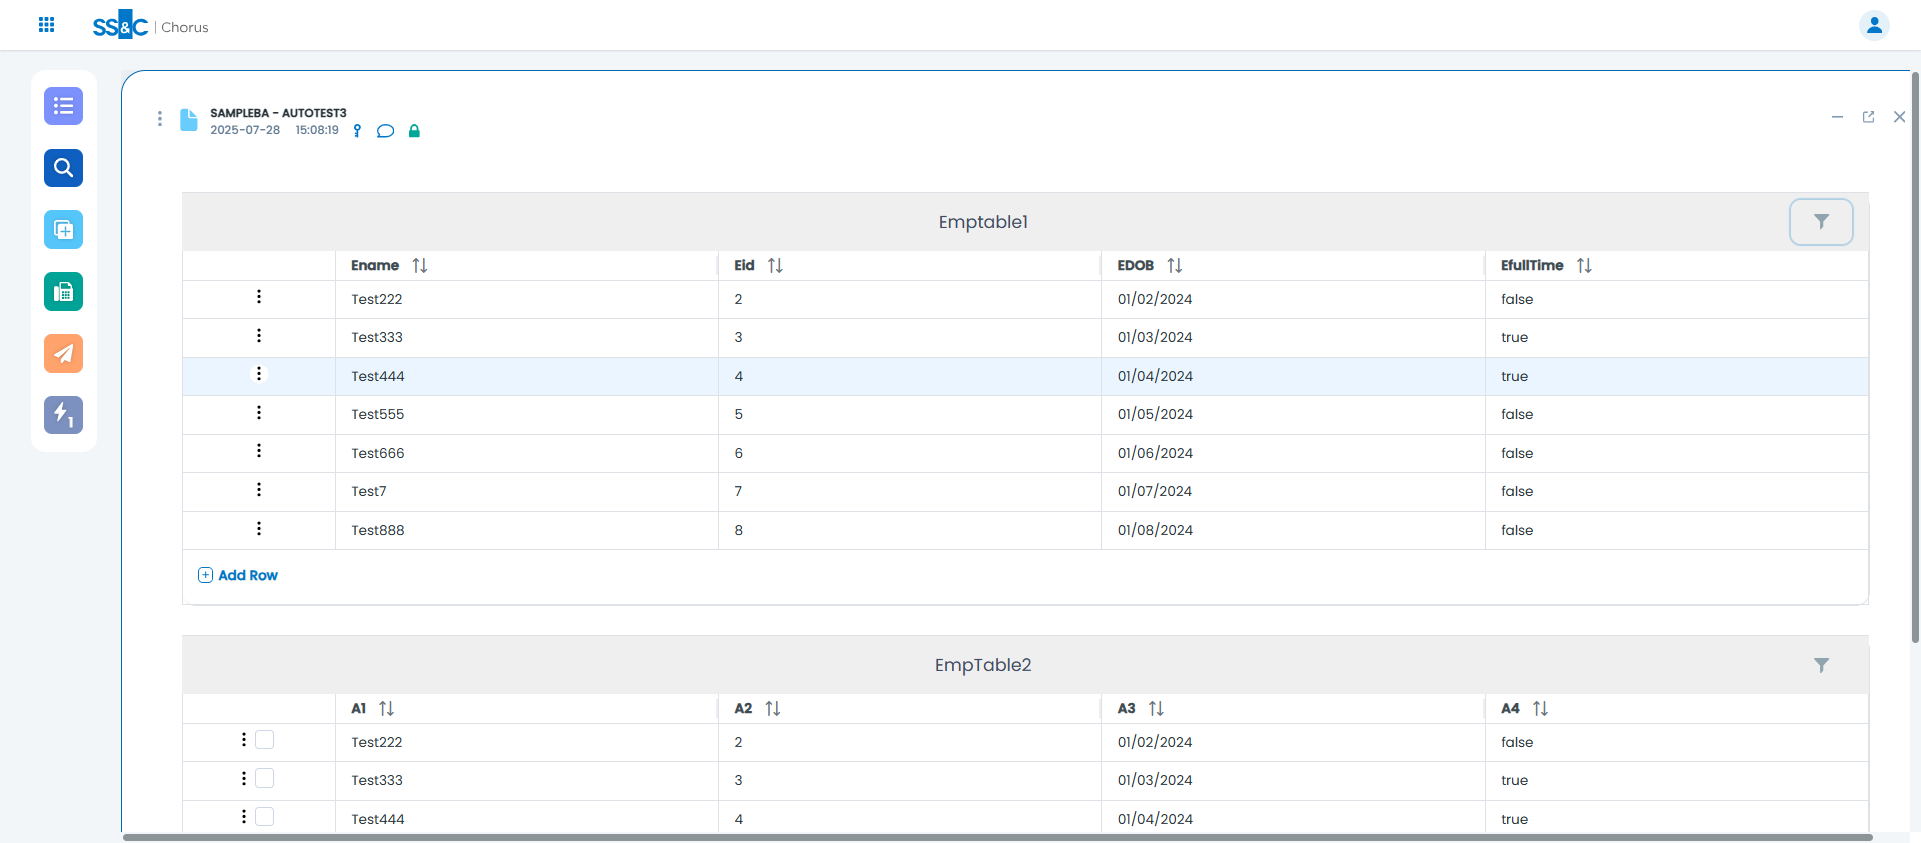 SS&C | Chorus
SAMPLEBA - AUTOTEST3
2025-07-28 15:08:19
Emptable1
Ename Eid EDOB EfullTime
Test222 2 01/02/2024 false
Test333 3 01/03/2024 true
Test444 4 01/04/2024 true
Test555 5 01/05/2024 false
Test666 6 01/06/2024 false
Test7 7 01/07/2024 false
Test888 8 01/08/2024 false
Add Row
EmpTable2
A1 A2 A3 A4
Test222 2 01/02/2024 false
Test333 3 01/03/2024 true
Test444 4 01/04/2024 true
1